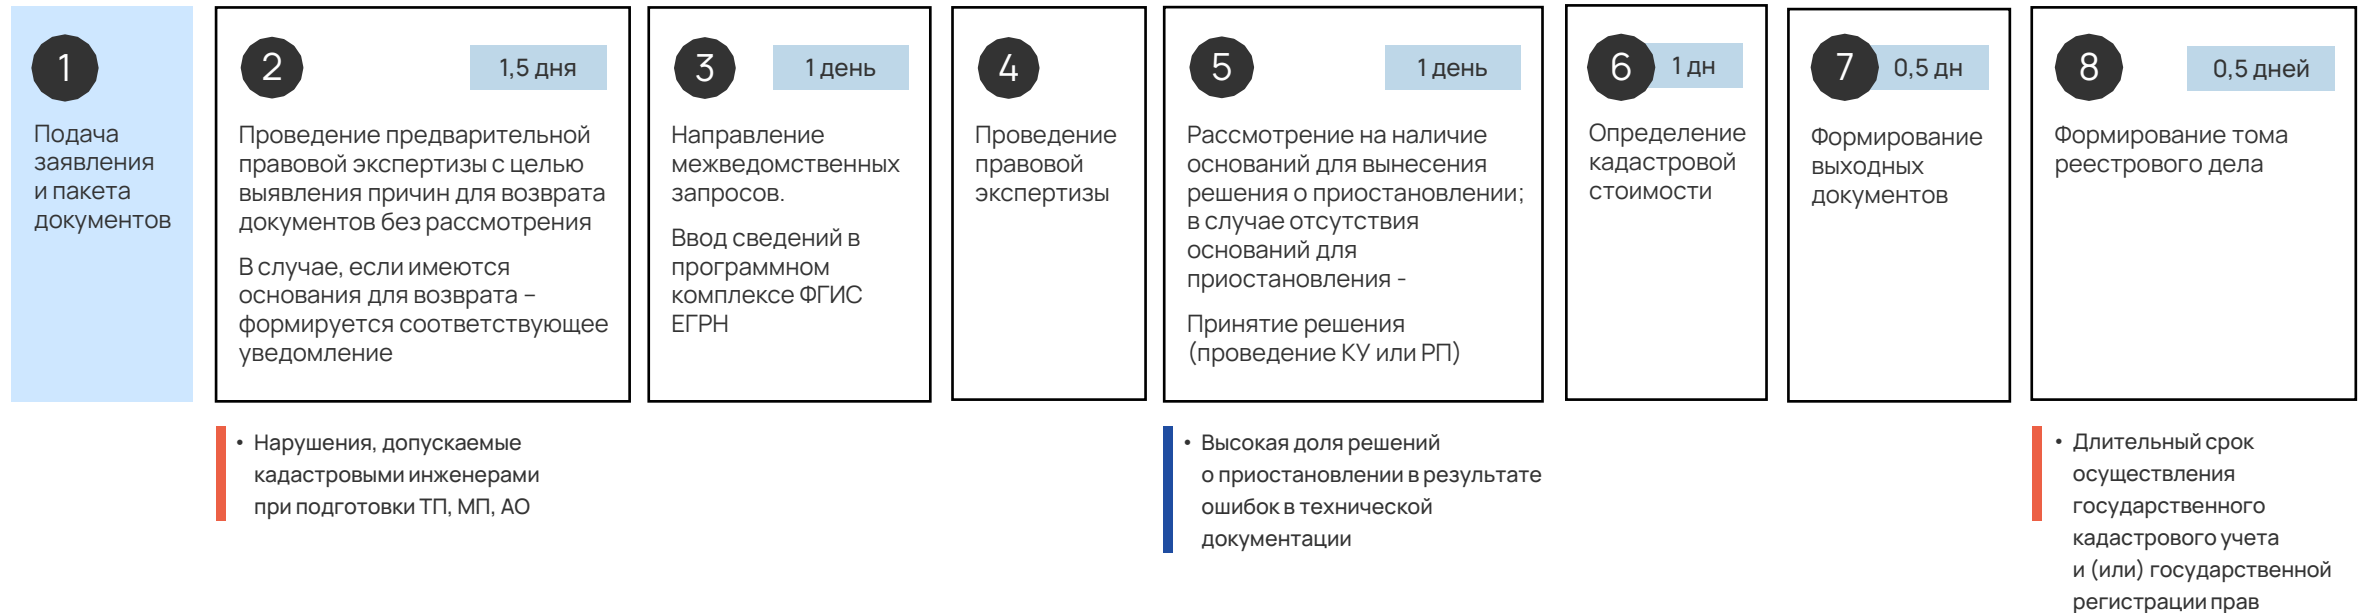 1
Подача
заявления
и пакета
документов
2
1,5 дня
Проведение предварительной
правовой экспертизы с целью
выявления причин для возврата
документов без рассмотрения
В случае, если имеются
основания для возврата –
формируется соответствующее
уведомление
3
1 день
Направление
межведомственных
запросов.
Ввод сведений в
программном
комплексе ФГИС
ЕГРН
4
Проведение
правовой
экспертизы
5
1 день
Рассмотрение на наличие
оснований для вынесения
решения о приостановлении;
в случае отсутствия
оснований для
приостановления -
Принятие решения
(проведение КУ или РП)
6
1 дн
Определение
кадастровой
стоимости
7
0,5 дн
Формирование
выходных
документов
8
0,5 дней
Формирование тома
реестрового дела
• Нарушения, допускаемые
кадастровыми инженерами
при подготовки ТП, МП, АО
• Высокая доля решений
о приостановлении в результате
ошибок в технической
документации
• Длительный срок
осуществления
государственного
кадастрового учета
и (или) государственной
регистрации прав